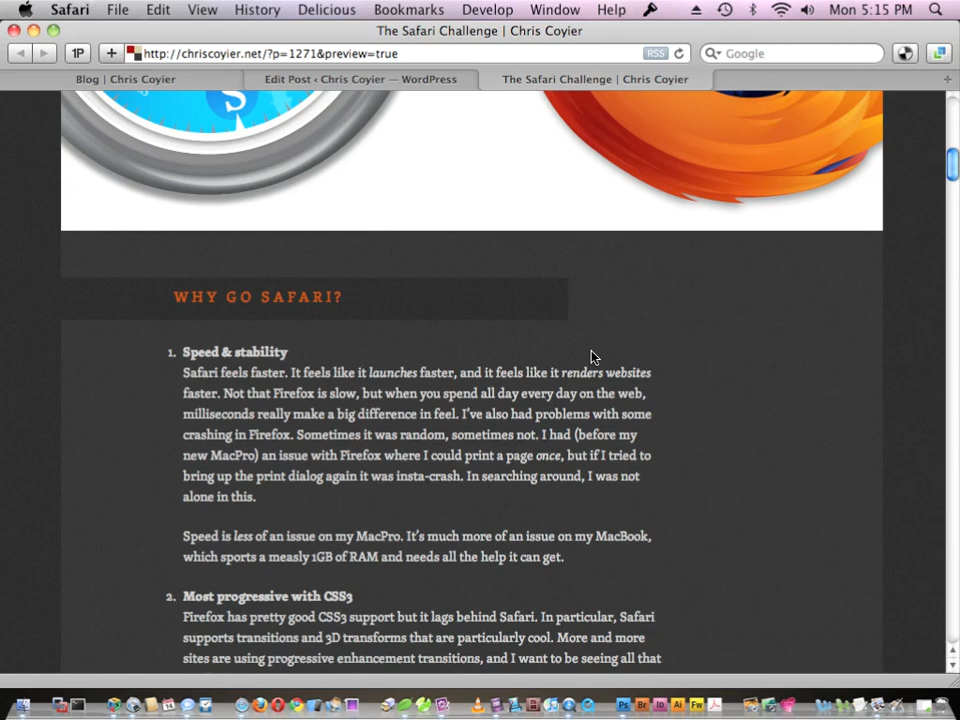 Safari File Edit View History Delicious Bookmarks Develop Window Help Mon 5:15 PM
The Safari Challenge | Chris Coyier
1P + http://chriscoyier.net/?p=1271&preview=true RSS Google
Blog | Chris Coyier Edit Post ‹ Chris Coyier — WordPress The Safari Challenge | Chris Coyier +
S
WHY GO SAFARI?
1. Speed & stability
Safari feels faster. It feels like it launches faster, and it feels like it renders websites
faster. Not that Firefox is slow, but when you spend all day every day on the web,
milliseconds really make a big difference in feel. I've also had problems with some
crashing in Firefox. Sometimes it was random, sometimes not. I had (before my
new MacPro) an issue with Firefox where I could print a page once, but if I tried to
bring up the print dialog again it was insta-crash. In searching around, I was not
alone in this.
Speed is less of an issue on my MacPro. It's much more of an issue on my MacBook,
which sports a measly 1GB of RAM and needs all the help it can get.
2. Most progressive with CSS3
Firefox has pretty good CSS3 support but it lags behind Safari. In particular, Safari
supports transitions and 3D transforms that are particularly cool. More and more
sites are using progressive enhancement transitions, and I want to be seeing all that
Ps Br Id Ai Fw